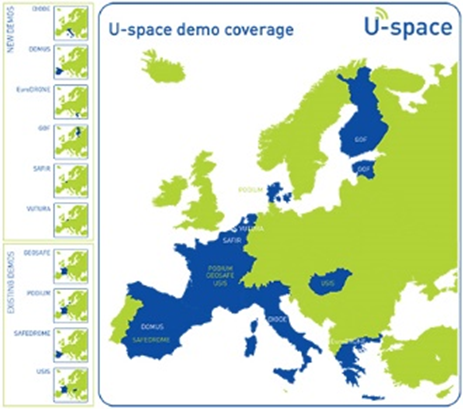 U-space demo coverage
U-space
NEW DEMOS
DIODE
DOMUS
EuroDRONE
GOF
SAFIR
VUTURA
EXISTING DEMOS
GEOSAFE
PODIUM
SAFEDRONE
USIS
GOF
GOF
PODIUM
VUTURA
SAFIR
PODIUM
GEOSAFE
USIS
USIS
DIODE
DOMUS
SAFEDRONE